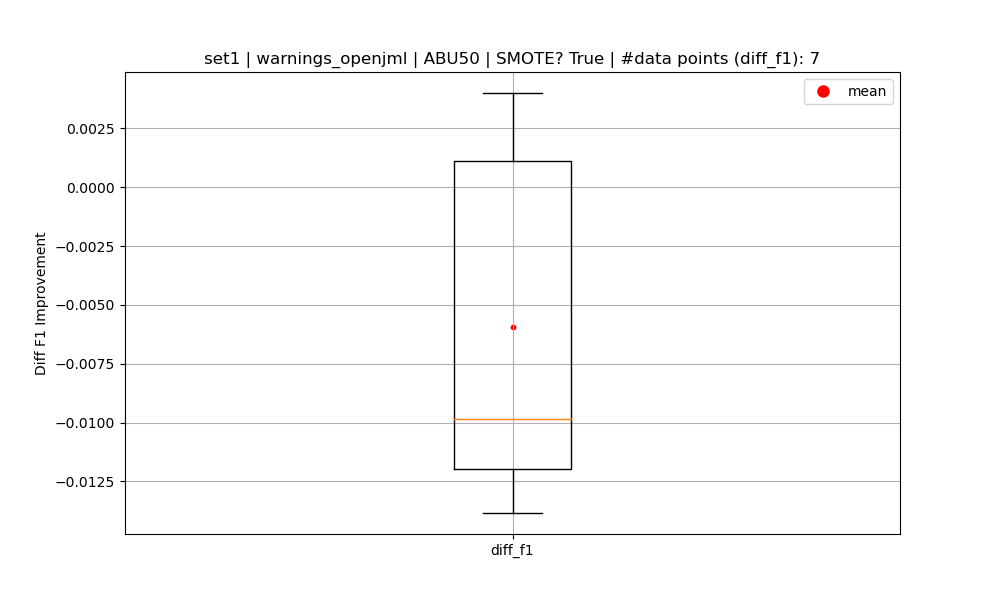 set1 | warnings_openjml | ABU50 | SMOTE? True | #data points (diff_f1): 7
mean
0.0025
0.0000
−0.0025
−0.0050
−0.0075
−0.0100
−0.0125
Diff F1 Improvement
diff_f1